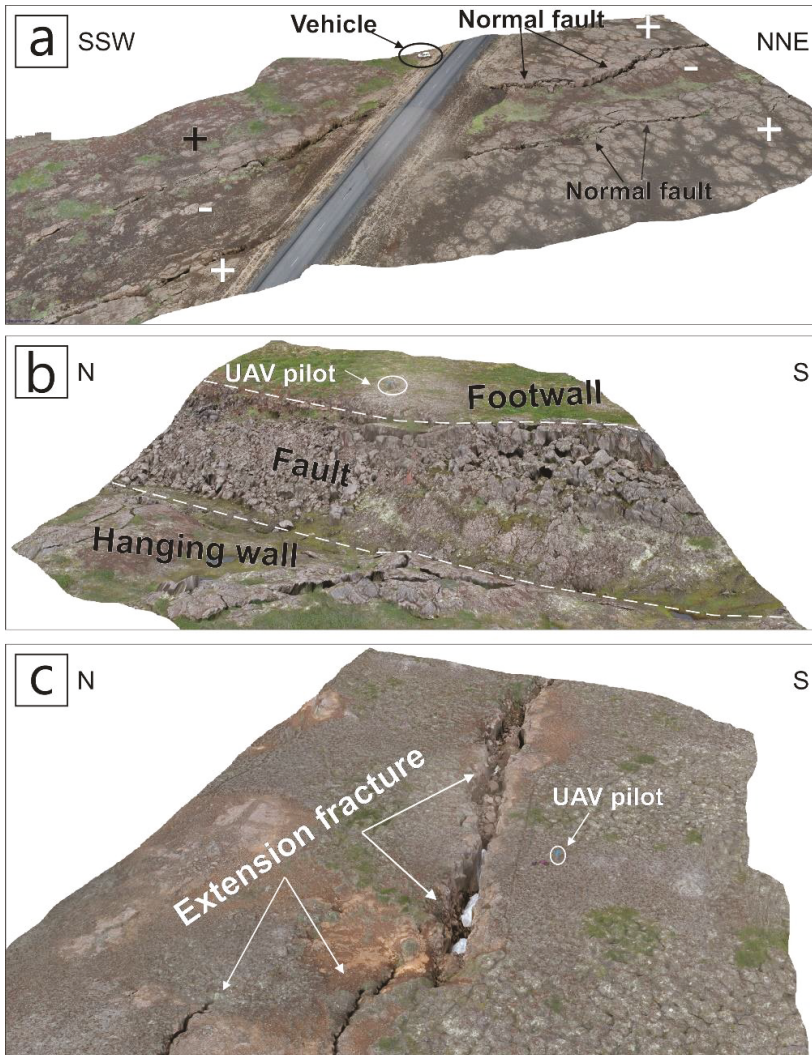 a SSW
Vehicle
Normal fault
NNE
+
+
-
+
Normal fault
-
+
b N
UAV pilot
S
Footwall
Fault
Hanging wall
c N
S
Extension fracture
UAV pilot